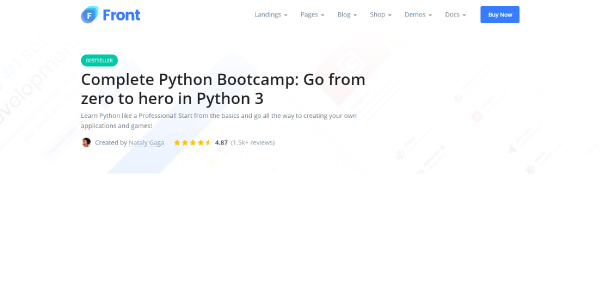 Front
Landings Pages Blog Shop Demos Docs Buy Now
BESTSELLER
Complete Python Bootcamp: Go from
zero to hero in Python 3
Learn Python like a Professional! Start from the basics and go all the way to creating your own
applications and games!
Created by Nataly Gaga 4.87 (1.5k+ reviews)